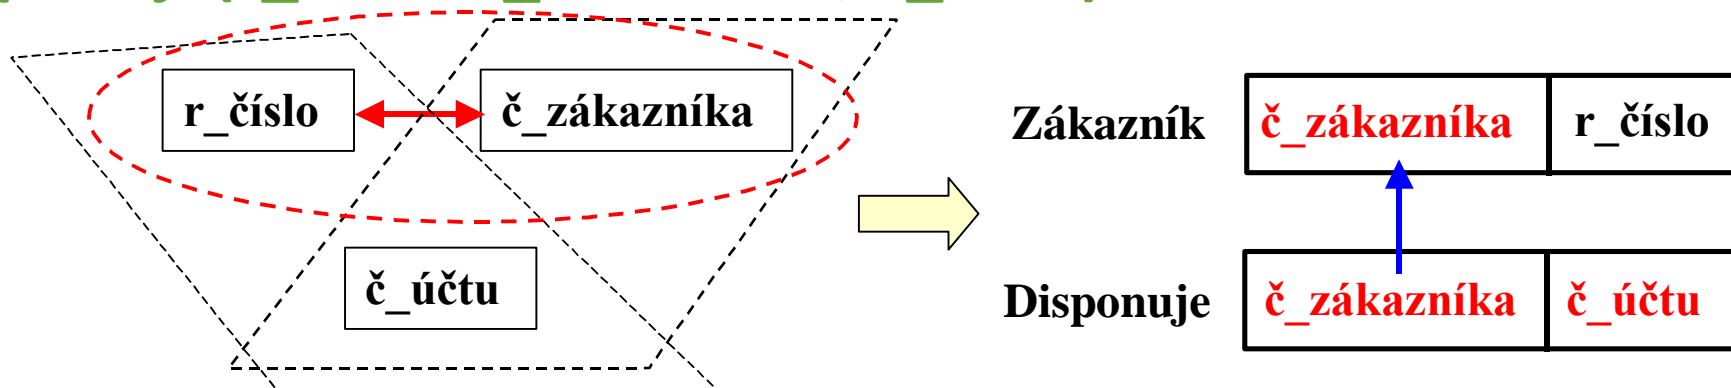 r_číslo
č_zákazníka
č_účtu
Zákazník
č_zákazníka
r_číslo
Disponuje
č_zákazníka
č_účtu